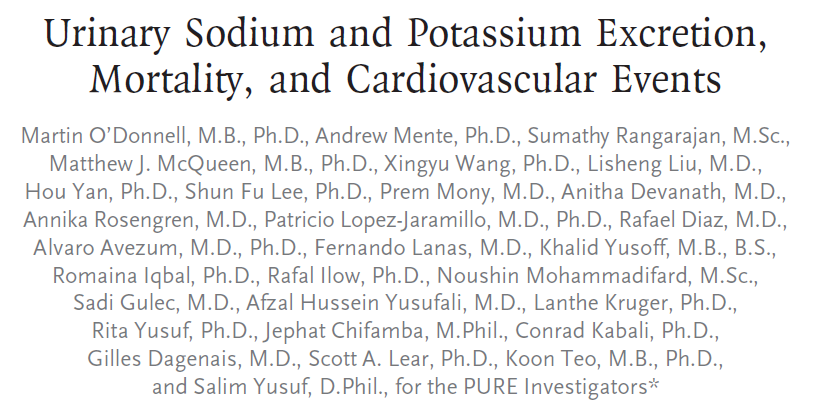 Urinary Sodium and Potassium Excretion,
Mortality, and Cardiovascular Events
Martin O’Donnell, M.B., Ph.D., Andrew Mente, Ph.D., Sumathy Rangarajan, M.Sc.,
Matthew J. McQueen, M.B., Ph.D., Xingyu Wang, Ph.D., Lisheng Liu, M.D.,
Hou Yan, Ph.D., Shun Fu Lee, Ph.D., Prem Mony, M.D., Anitha Devanath, M.D.,
Annika Rosengren, M.D., Patricio Lopez-Jaramillo, M.D., Ph.D., Rafael Diaz, M.D.,
Alvaro Avezum, M.D., Ph.D., Fernando Lanas, M.D., Khalid Yusoff, M.B., B.S.,
Romaina Iqbal, Ph.D., Rafal Ilow, Ph.D., Noushin Mohammadifard, M.Sc.,
Sadi Gulec, M.D., Afzal Hussein Yusufali, M.D., Lanthe Kruger, Ph.D.,
Rita Yusuf, Ph.D., Jephat Chifamba, M.Phil., Conrad Kabali, Ph.D.,
Gilles Dagenais, M.D., Scott A. Lear, Ph.D., Koon Teo, M.B., Ph.D.,
and Salim Yusuf, D.Phil., for the PURE Investigators*